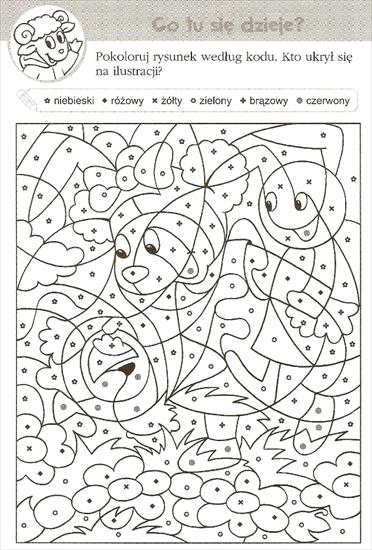 Co tu się dzieje?
Pokoloruj rysunek według kodu. Kto ukrył się
na ilustracji?
niebieski różowy żółty zielony brązowy czerwony